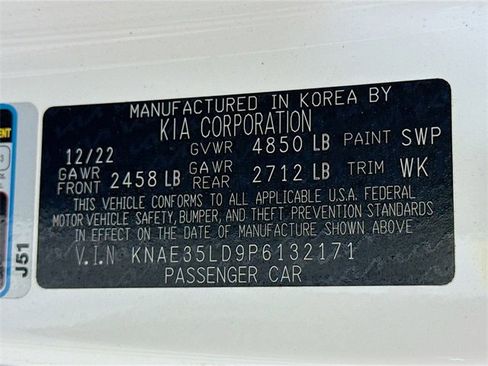 MANUFACTURED IN KOREA BY
KIA CORPORATION
12/22 GVWR 4850 LB PAINT SWP
GAWR FRONT 2458 LB GAWR REAR 2712 LB TRIM WK
THIS VEHICLE CONFORMS TO ALL APPLICABLE U.S.A. FEDERAL
MOTOR VEHICLE SAFETY, BUMPER, AND THEFT PREVENTION STANDARDS
IN EFFECT ON THE DATE OF MANUFACTURE SHOWN ABOVE
V.I.N KNAE35LD9P6132171
PASSENGER CAR
J51